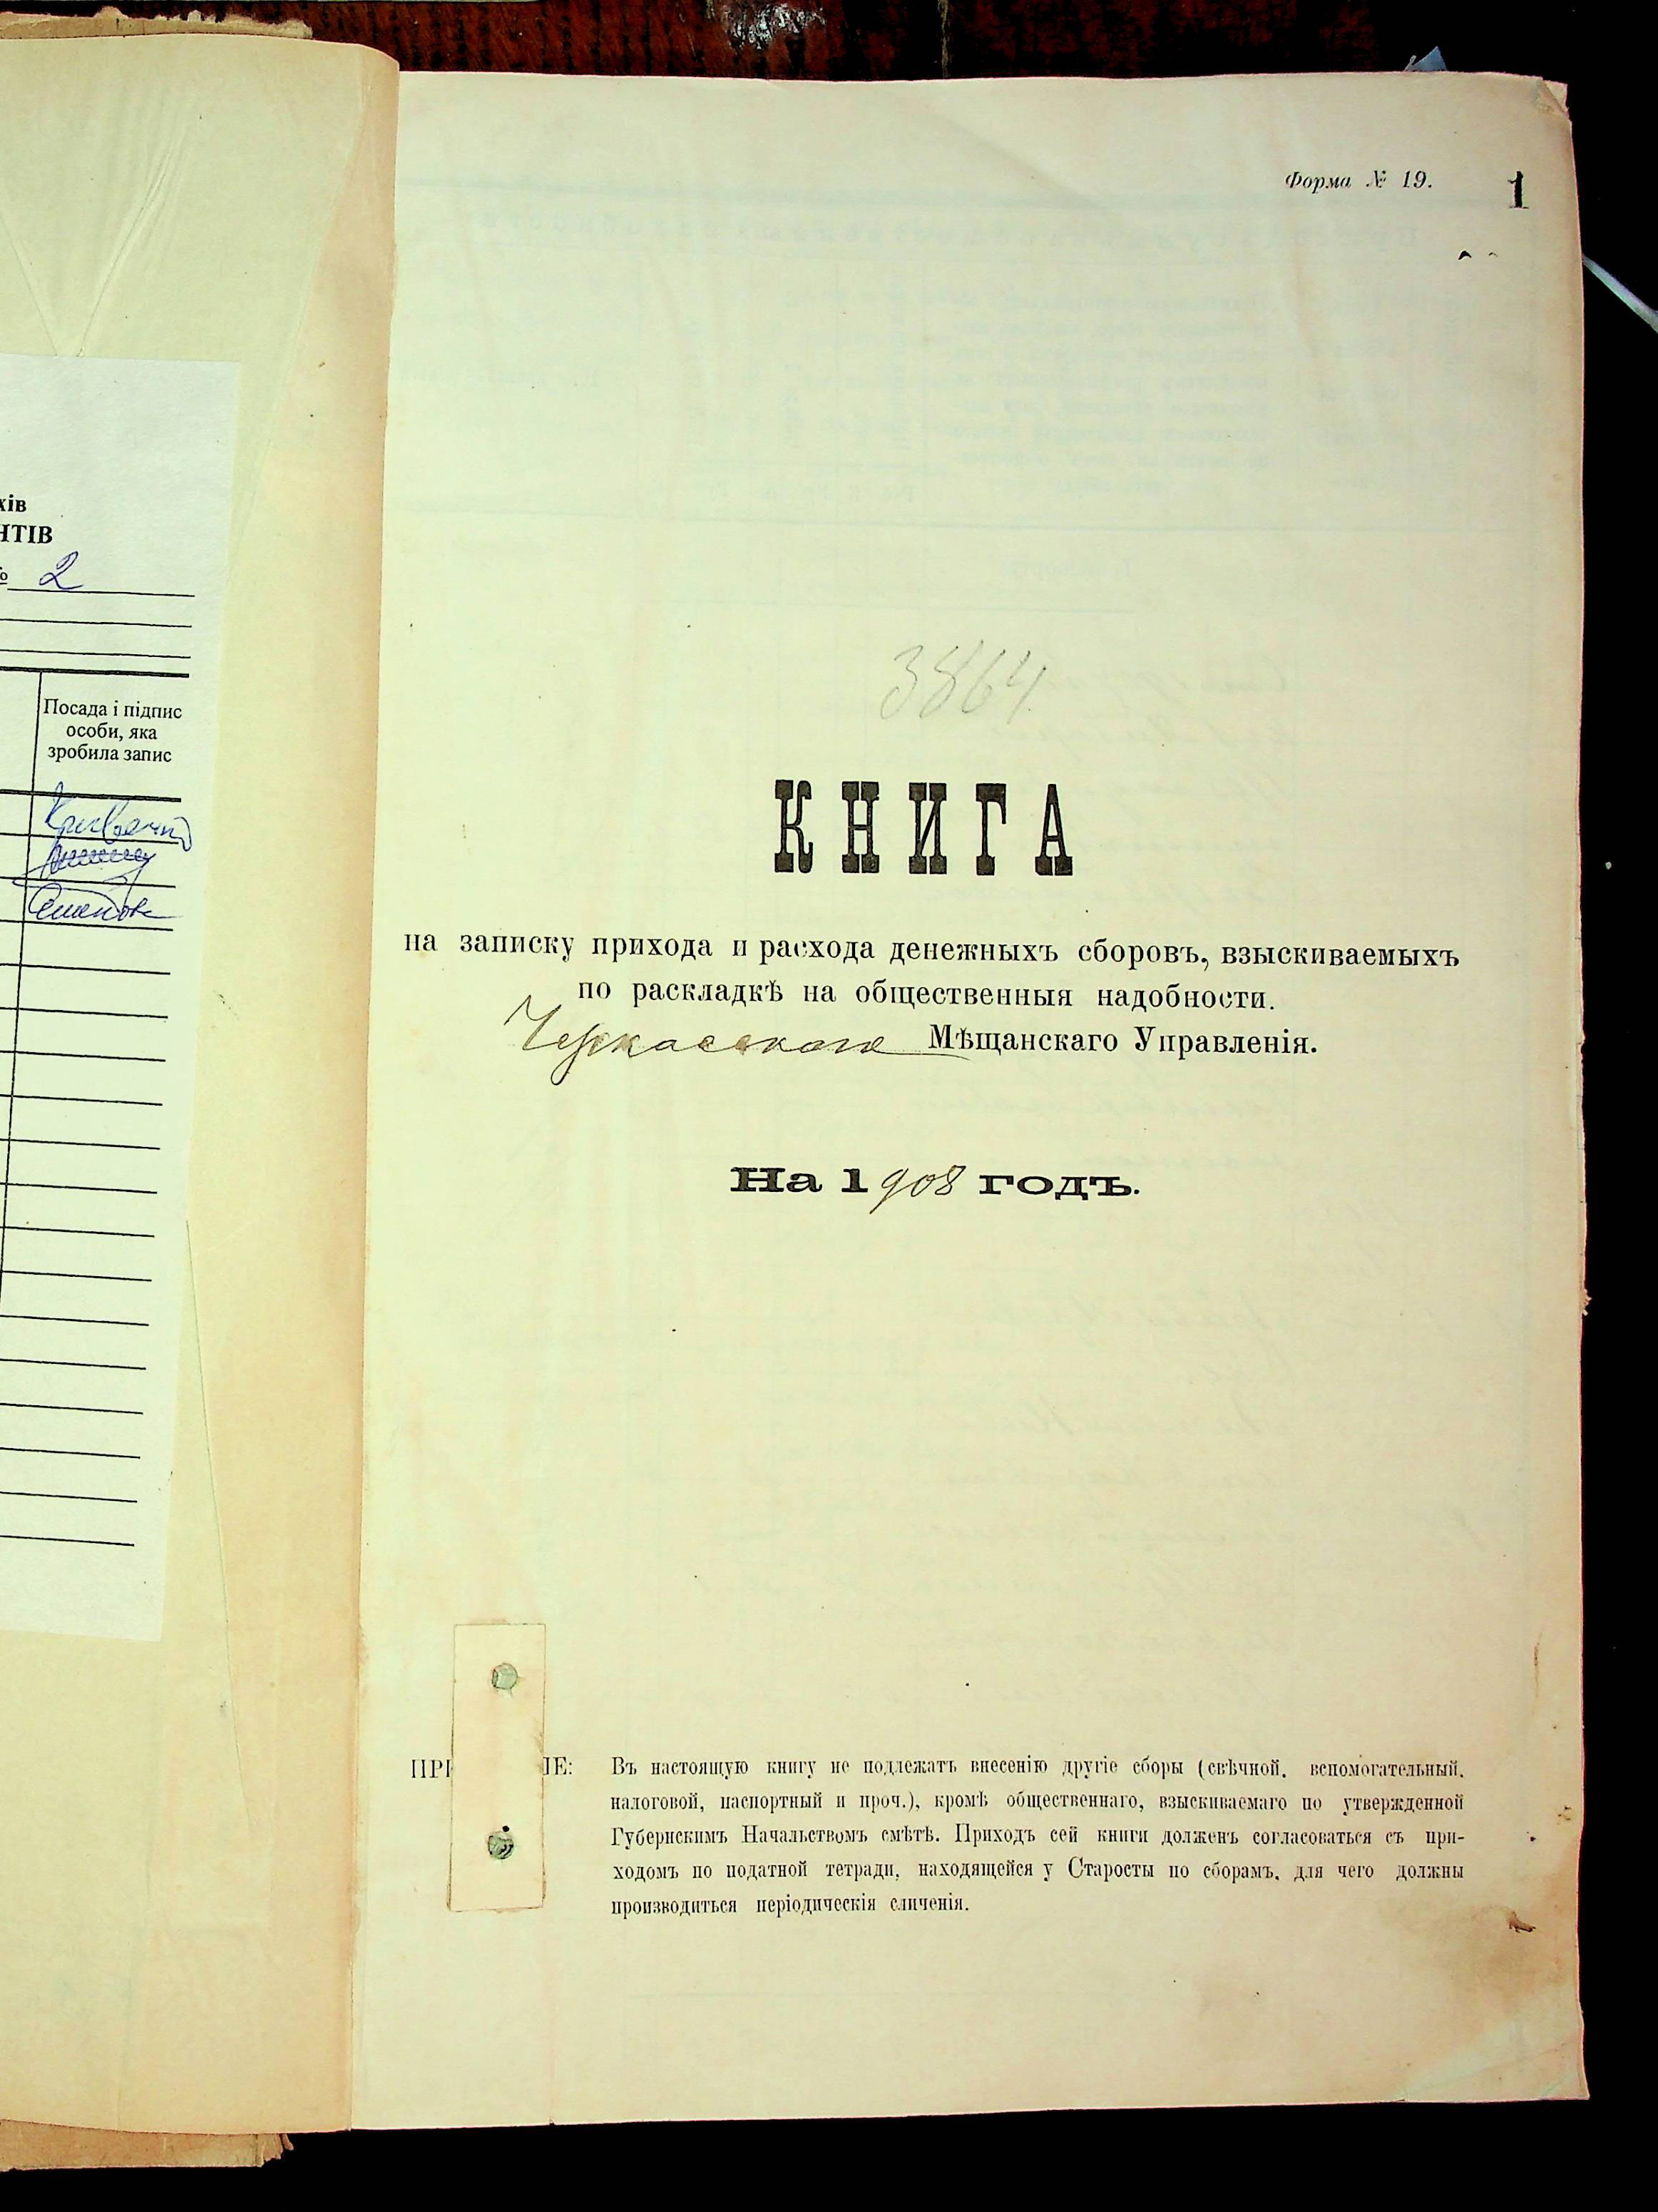 хів
НТІВ
№ 2
Посада і підпис
особи, яка
зробила запис
Форма № 19.
1
3864
КНИГА
на записку прихода и расхода денежныхъ сборовъ, взыскиваемыхъ
по раскладкѣ на общественныя надобности.
Черкасскаго Мѣщанскаго Управленія.
На 1908 годъ.
ПРИ ІЕ: Въ настоящую книгу не подлежатъ внесенію другіе сборы (свѣчной, вспомогательный,
налоговой, паспортный и проч.), кромѣ общественнаго, взыскиваемаго по утвержденной
Губернскимъ Начальствомъ смѣтѣ. Приходъ сей книги долженъ согласоваться съ при-
ходомъ по податной тетради, находящейся у Старосты по сборамъ, для чего должны
производиться періодическія сличенія.